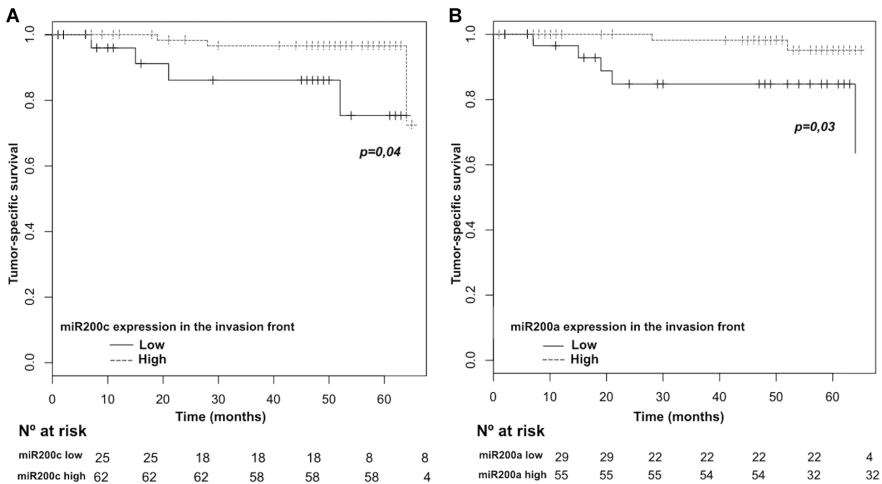 A
Tumor-specific survival
1.0
0.8
0.6
0.4
0.2
0.0
p=0,04
miR200c expression in the invasion front
Low
High
0 10 20 30 40 50 60
Time (months)
Nº at risk
miR200c low 25 25 18 18 18 8 8
miR200c high 62 62 62 58 58 58 4
B
Tumor-specific survival
1.0
0.8
0.6
0.4
0.2
0.0
p=0,03
miR200a expression in the invasion front
Low
High
0 10 20 30 40 50 60
Time (months)
Nº at risk
miR200a low 29 29 22 22 22 22 4
miR200a high 55 55 55 54 54 32 32